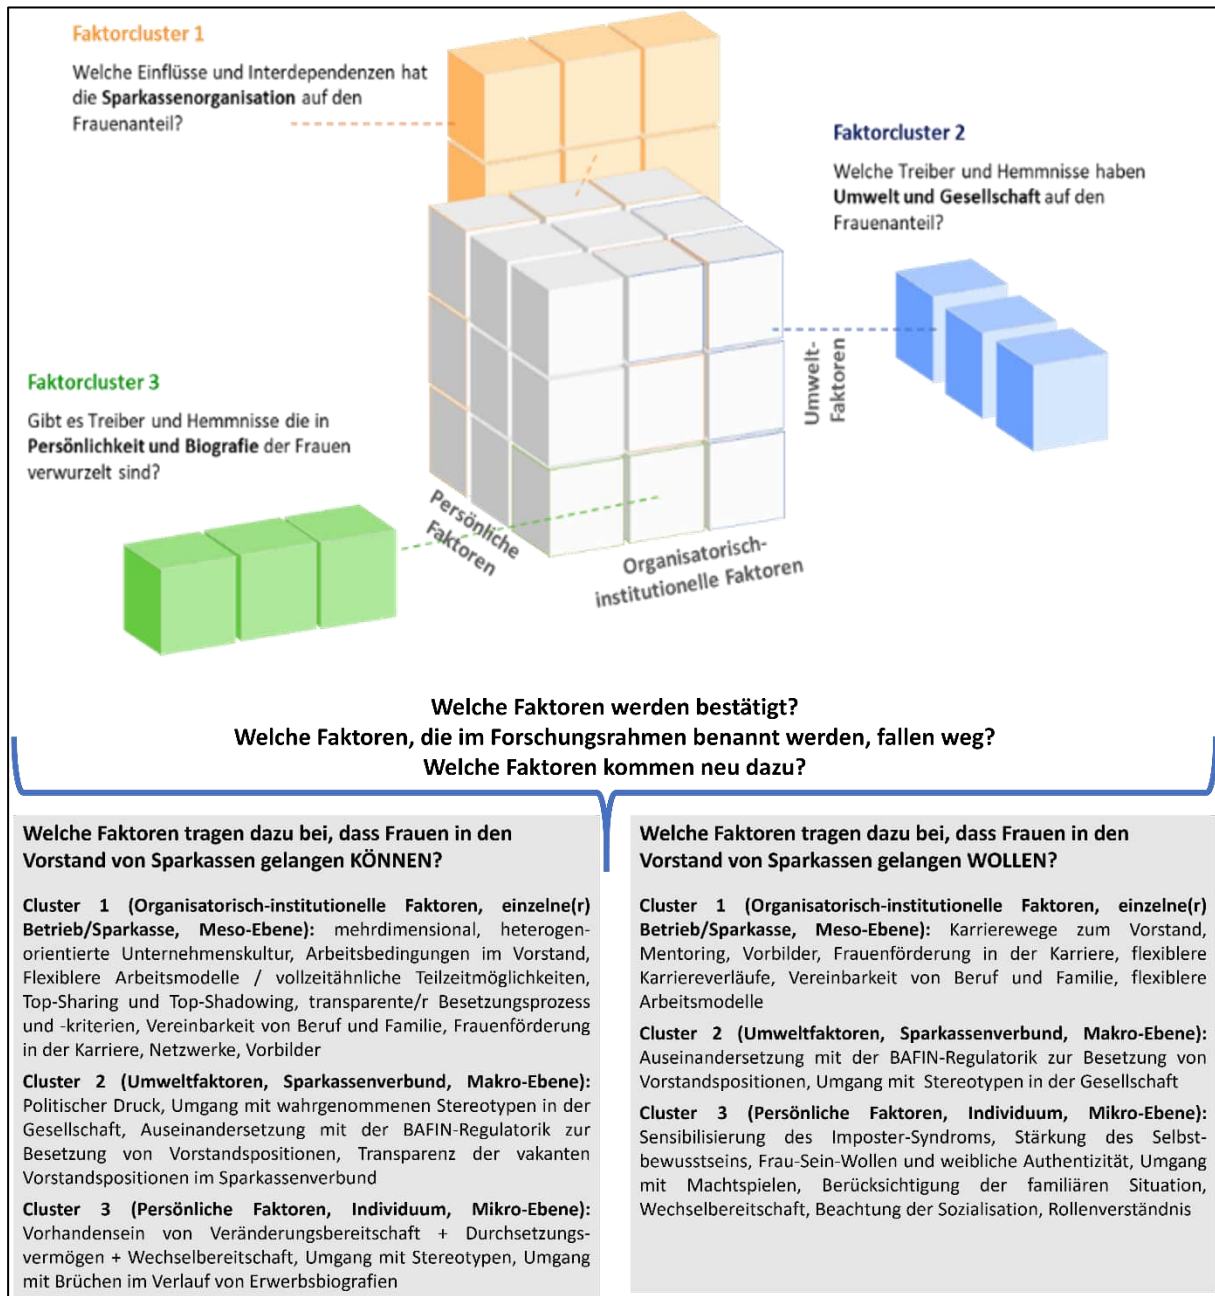 Faktorcluster 1
Welche Einflüsse und Interdependenzen hat
die Sparkassenorganisation auf den
Frauenanteil?
Faktorcluster 2
Welche Treiber und Hemmnisse haben
Umwelt und Gesellschaft auf den
Frauenanteil?
Faktorcluster 3
Gibt es Treiber und Hemmnisse die in
Persönlichkeit und Biografie der Frauen
verwurzelt sind?
Umwelt-
Faktoren
Persönliche
Faktoren
Organisatorisch-
institutionelle Faktoren
Welche Faktoren werden bestätigt?
Welche Faktoren, die im Forschungsrahmen benannt werden, fallen weg?
Welche Faktoren kommen neu dazu?
Welche Faktoren tragen dazu bei, dass Frauen in den
Vorstand von Sparkassen gelangen KÖNNEN?
Cluster 1 (Organisatorisch-institutionelle Faktoren, einzelne(r)
Betrieb/Sparkasse, Meso-Ebene): mehrdimensional, heterogen-
orientierte Unternehmenskultur, Arbeitsbedingungen im Vorstand,
Flexiblere Arbeitsmodelle / vollzeitähnliche Teilzeitmöglichkeiten,
Top-Sharing und Top-Shadowing, transparente/r Besetzungsprozess
und -kriterien, Vereinbarkeit von Beruf und Familie, Frauenförderung
in der Karriere, Netzwerke, Vorbilder
Cluster 2 (Umweltfaktoren, Sparkassenverbund, Makro-Ebene):
Politischer Druck, Umgang mit wahrgenommenen Stereotypen in der
Gesellschaft, Auseinandersetzung mit der BAFIN-Regulatorik zur
Besetzung von Vorstandspositionen, Transparenz der vakanten
Vorstandspositionen im Sparkassenverbund
Cluster 3 (Persönliche Faktoren, Individuum, Mikro-Ebene):
Vorhandensein von Veränderungsbereitschaft + Durchsetzungs-
vermögen + Wechselbereitschaft, Umgang mit Stereotypen, Umgang
mit Brüchen im Verlauf von Erwerbsbiografien
Welche Faktoren tragen dazu bei, dass Frauen in den
Vorstand von Sparkassen gelangen WOLLEN?
Cluster 1 (Organisatorisch-institutionelle Faktoren, einzelne(r)
Betrieb/Sparkasse, Meso-Ebene): Karrierewege zum Vorstand,
Mentoring, Vorbilder, Frauenförderung in der Karriere, flexiblere
Karriereverläufe, Vereinbarkeit von Beruf und Familie, flexiblere
Arbeitsmodelle
Cluster 2 (Umweltfaktoren, Sparkassenverbund, Makro-Ebene):
Auseinandersetzung mit der BAFIN-Regulatorik zur Besetzung von
Vorstandspositionen, Umgang mit Stereotypen in der Gesellschaft
Cluster 3 (Persönliche Faktoren, Individuum, Mikro-Ebene):
Sensibilisierung des Imposter-Syndroms, Stärkung des Selbst-
bewusstseins, Frau-Sein-Wollen und weibliche Authentizität, Umgang
mit Machtspielen, Berücksichtigung der familiären Situation,
Wechselbereitschaft, Beachtung der Sozialisation, Rollenverständnis